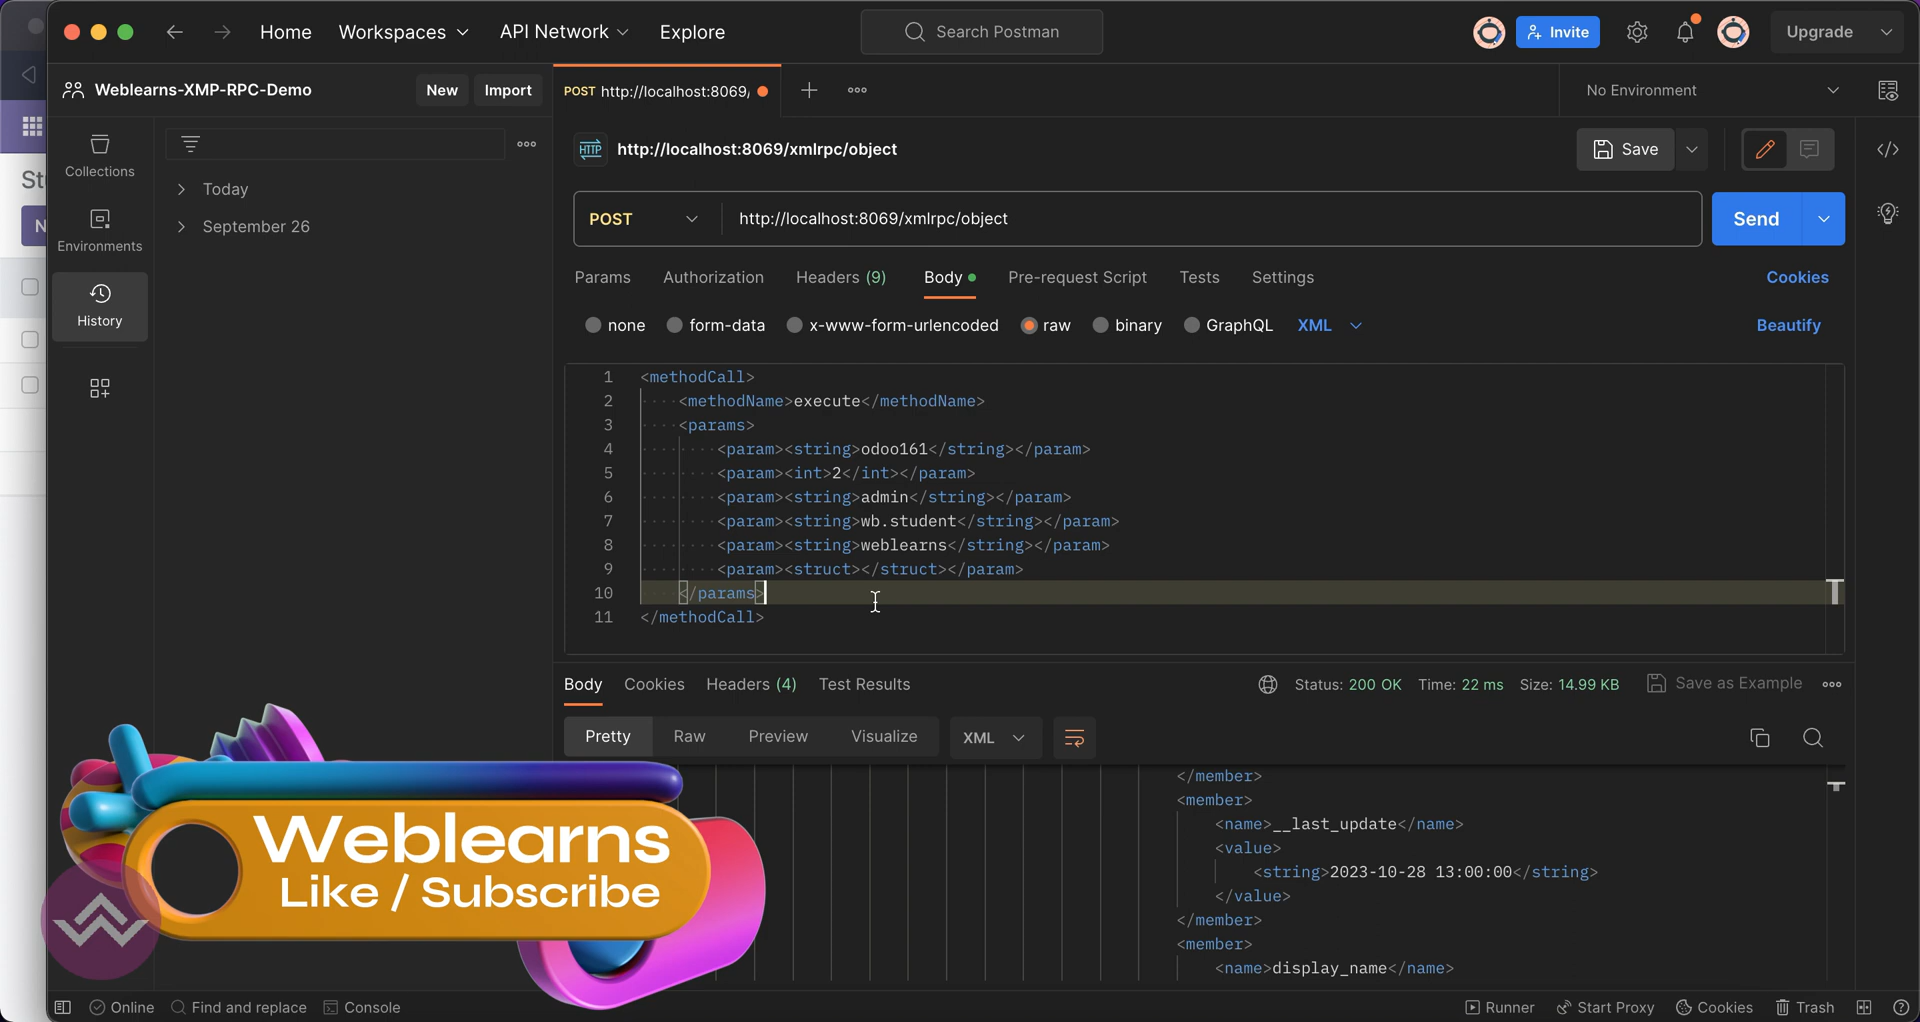 Home
Workspaces
API Network
Explore
Search Postman
Invite
Upgrade
Weblearns-XMP-RPC-Demo
New
Import
POST http://localhost:8069/
No Environment
Collections
Environments
History
Today
September 26
HTTP
http://localhost:8069/xmlrpc/object
Save
POST
http://localhost:8069/xmlrpc/object
Send
Params
Authorization
Headers (9)
Body
Pre-request Script
Tests
Settings
Cookies
none
form-data
x-www-form-urlencoded
raw
binary
GraphQL
XML
Beautify
1 <methodCall>
2 <methodName>execute</methodName>
3 <params>
4 <param><string>odoo161</string></param>
5 <param><int>2</int></param>
6 <param><string>admin</string></param>
7 <param><string>wb.student</string></param>
8 <param><string>weblearns</string></param>
9 <param><struct></struct></param>
10 </params>
11 </methodCall>
Body
Cookies
Headers (4)
Test Results
Status: 200 OK
Time: 22 ms
Size: 14.99 KB
Save as Example
Pretty
Raw
Preview
Visualize
XML
</member>
<member>
<name>__last_update</name>
<value>
<string>2023-10-28 13:00:00</string>
</value>
</member>
<member>
<name>display_name</name>
Weblearns
Like / Subscribe
Online
Find and replace
Console
Runner
Start Proxy
Cookies
Trash
St
N